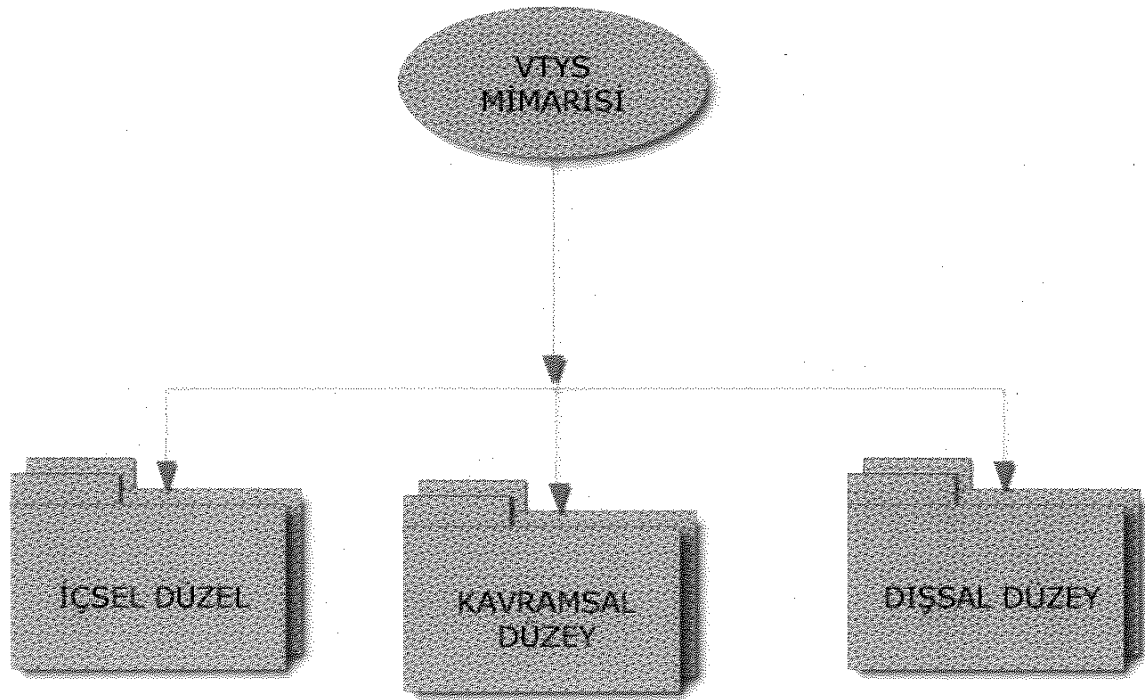 VTYS
MİMARİSİ
İÇSEL DÜZEL
KAVRAMSAL
DÜZEY
DIŞSAL DÜZEY